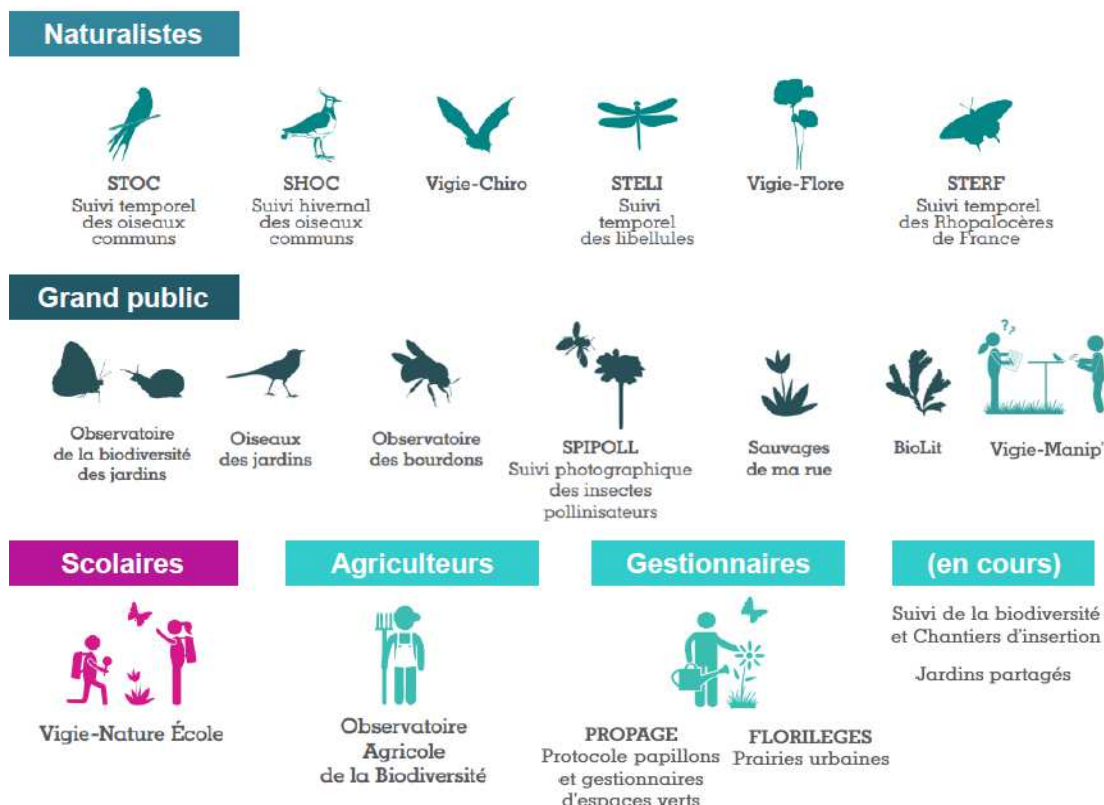 Naturalistes
STOC
Suivi temporel
des oiseaux
communs
SHOC
Suivi hivernal
des oiseaux
communs
Vigie-Chiro
STELI
Suivi
temporel
des libellules
Vigie-Flore
STERF
Suivi temporel
des Rhopalocères
de France
Grand public
Observatoire
de la biodiversité
des jardins
Oiseaux
des jardins
Observatoire
des bourdons
SPIPOLL
Suivi photographique
des insectes
pollinisateurs
Sauvages
de ma rue
BioLit
??
Vigie-Manip'
Scolaires
Vigie-Nature École
Agriculteurs
Observatoire
Agricole
de la Biodiversité
Gestionnaires
PROPAGE
Protocole papillons
et gestionnaires
d'espaces verts
FLORILEGES
Prairies urbaines
(en cours)
Suivi de la biodiversité
et Chantiers d'insertion
Jardins partagés